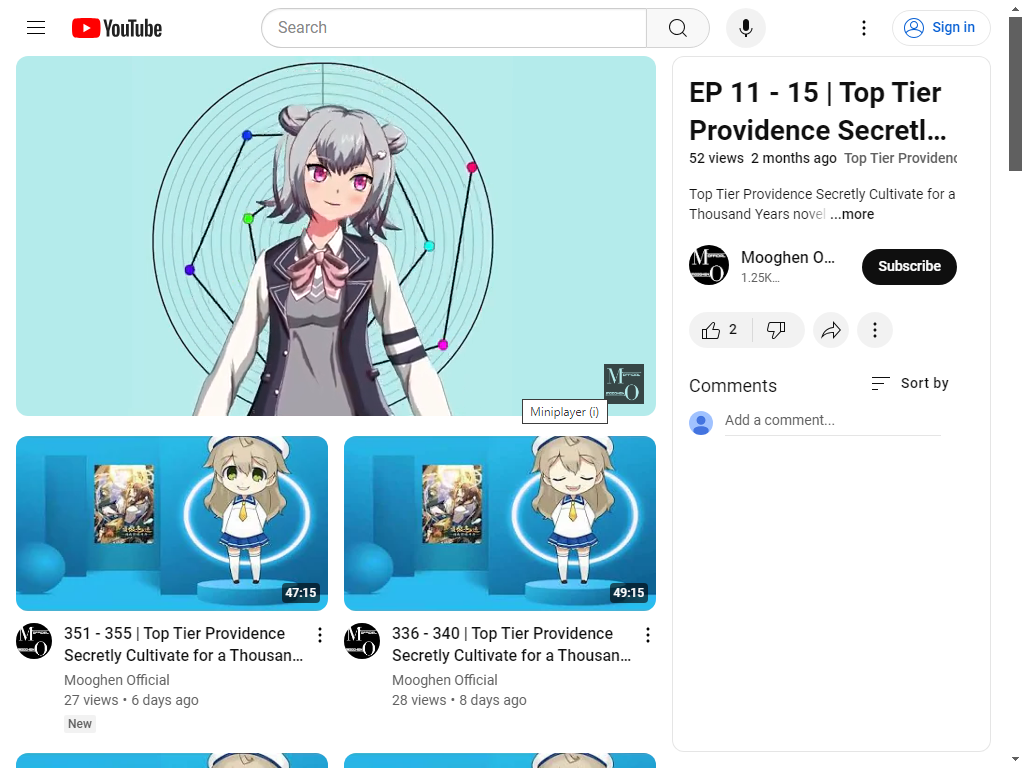 YouTube
Search
Sign in
EP 11 - 15 | Top Tier
Providence Secretl...
52 views 2 months ago Top Tier Providenc
Top Tier Providence Secretly Cultivate for a
Thousand Years novel ...more
Mooghen O...
1.25K...
Subscribe
2
Comments
Sort by
Add a comment...
Miniplayer (i)
47:15
351 - 355 | Top Tier Providence
Secretly Cultivate for a Thousan...
Mooghen Official
27 views • 6 days ago
New
49:15
336 - 340 | Top Tier Providence
Secretly Cultivate for a Thousan...
Mooghen Official
28 views • 8 days ago